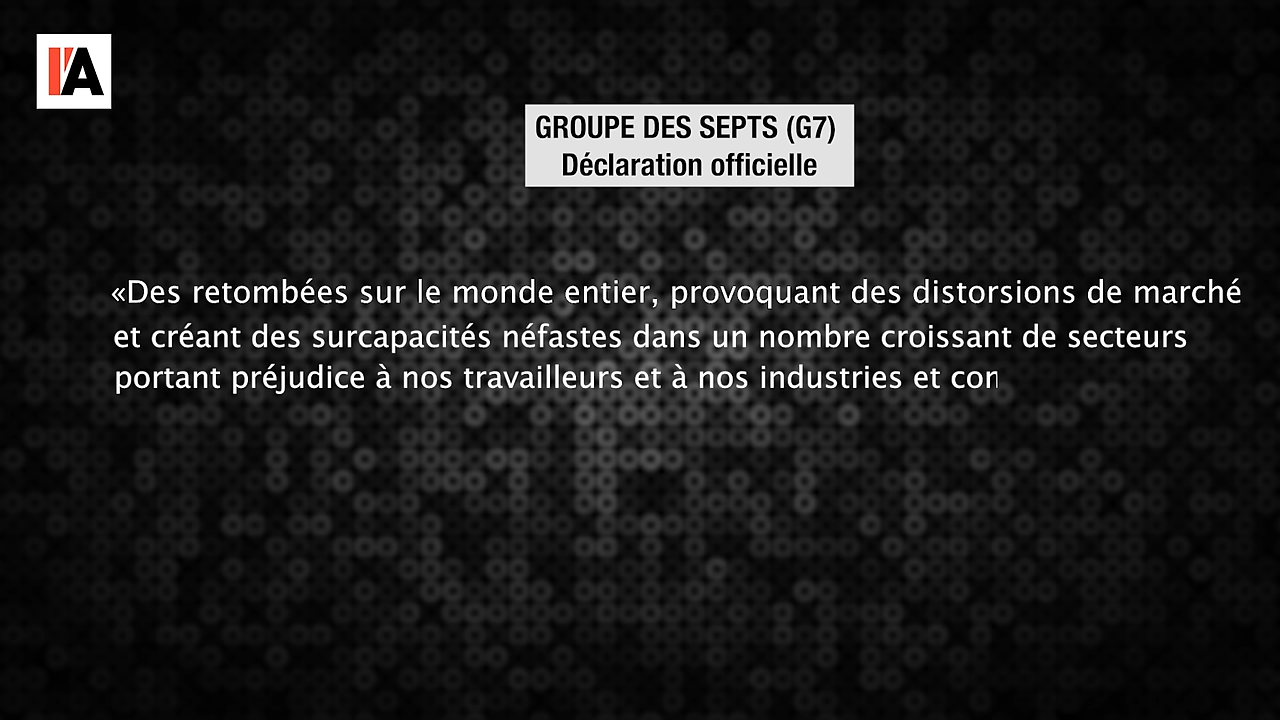 l'A
GROUPE DES SEPTS (G7)
Déclaration officielle
«Des retombées sur le monde entier, provoquant des distorsions de marché
et créant des surcapacités néfastes dans un nombre croissant de secteurs
portant préjudice à nos travailleurs et à nos industries et con